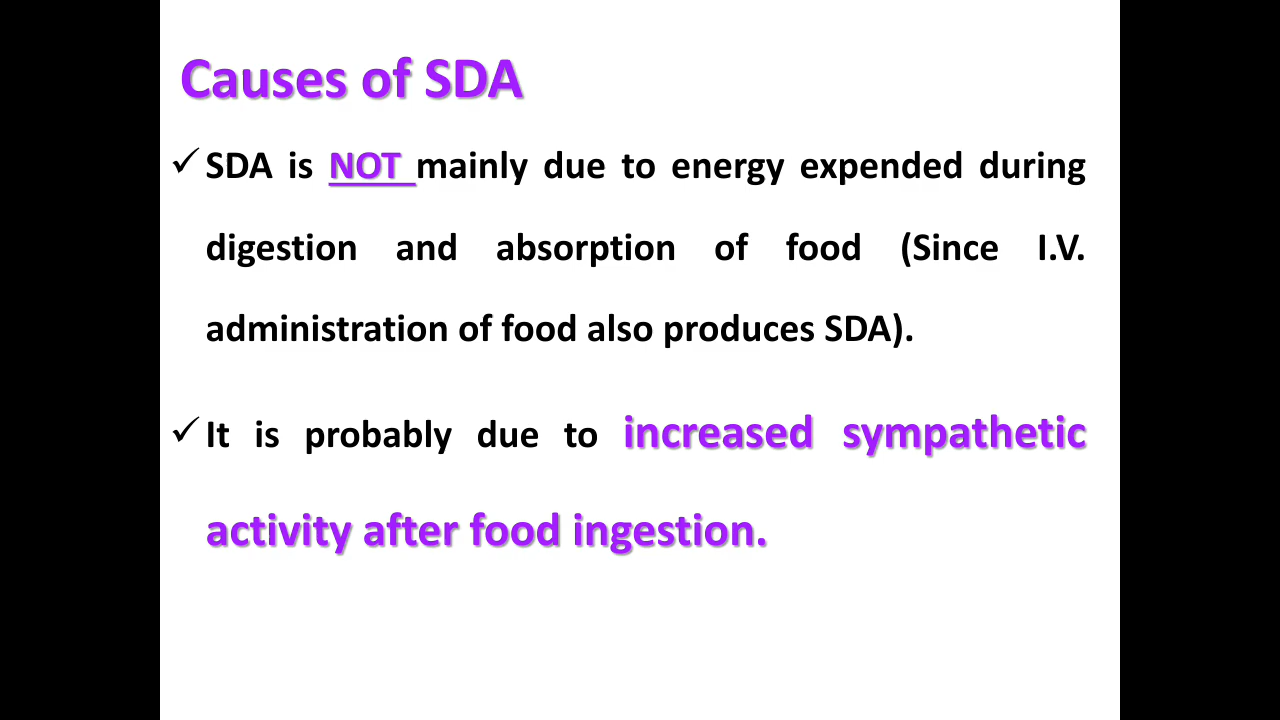 Causes of SDA
✓ SDA is NOT mainly due to energy expended during
digestion and absorption of food (Since I.V.
administration of food also produces SDA).
✓ It is probably due to increased sympathetic
activity after food ingestion.